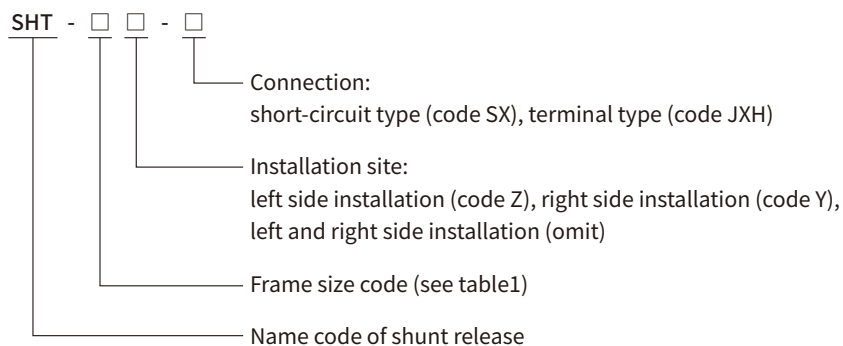 SHT - □ □ - □
Connection:
short-circuit type (code SX), terminal type (code JXH)
Installation site:
left side installation (code Z), right side installation (code Y),
left and right side installation (omit)
Frame size code (see table1)
Name code of shunt release